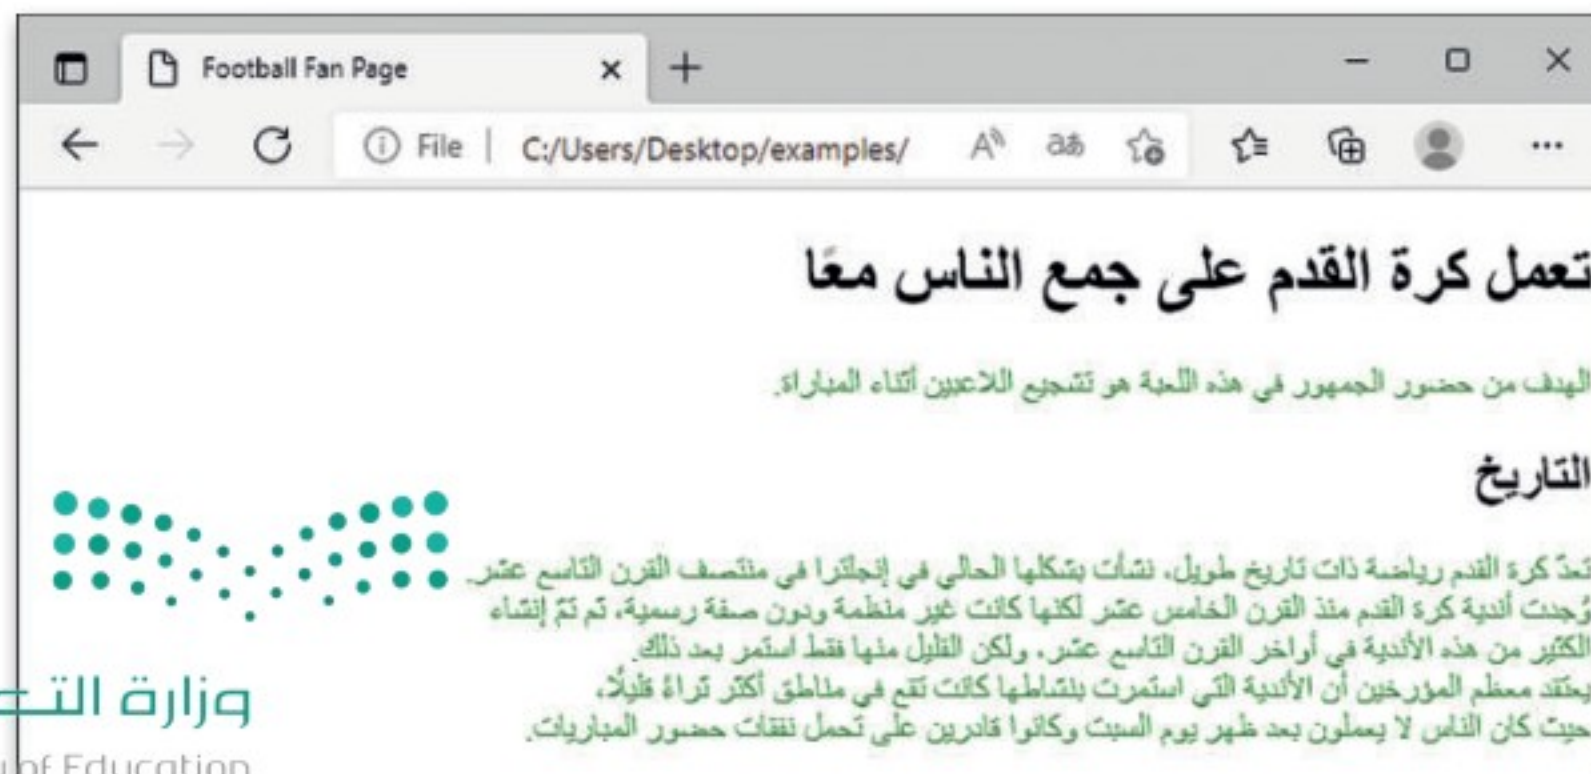 Football Fan Page
File | C:/Users/Desktop/examples/
تعمل كرة القدم على جمع الناس معًا
الهدف من حضور الجمهور في هذه اللعبة هو تشجيع اللاعبين أثناء المباراة.
التاريخ
تعدّ كرة القدم رياضة ذات تاريخ طويل، نشأت بشكلها الحالي في إنجلترا في منتصف القرن التاسع عشر.
وُجدت أندية كرة القدم منذ القرن الخامس عشر لكنها كانت غير منظمة ودون صفة رسمية، ثم تمّ إنشاء
الكثير من هذه الأندية في أواخر القرن التاسع عشر، ولكن القليل منها فقط استمر بعد ذلك.
يعتقد معظم المؤرخين أن الأندية التي استمرت بنشاطها كانت تقع في مناطق أكثر ثراءً قليلًا،
حيث كان الناس لا يعملون بعد ظهر يوم السبت وكانوا قادرين على تحمل نفقات حضور المباريات.
وزارة التـ
of Education